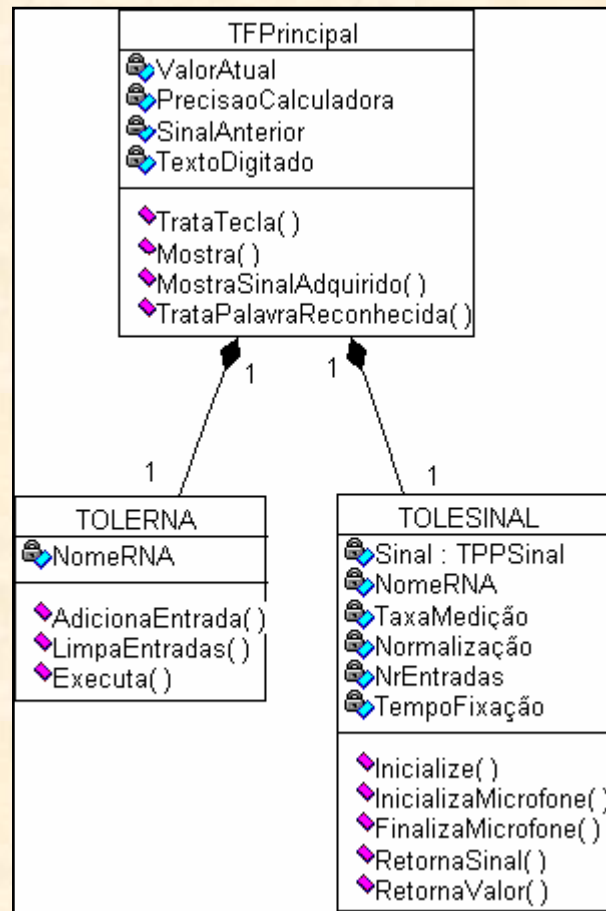 TFPrincipal
ValorAtual
PrecisaoCalculadora
SinalAnterior
TextoDigitado
TrataTecla( )
Mostra( )
MostraSinalAdquirido( )
TrataPalavraReconhecida( )
1
1
1
1
TOLERNA
NomeRNA
AdicionaEntrada( )
LimpaEntradas( )
Executa( )
TOLESINAL
Sinal : TPPSinal
NomeRNA
TaxaMedição
Normalização
NrEntradas
TempoFixação
Inicialize( )
InicializaMicrofone( )
FinalizaMicrofone( )
RetornaSinal( )
RetornaValor( )